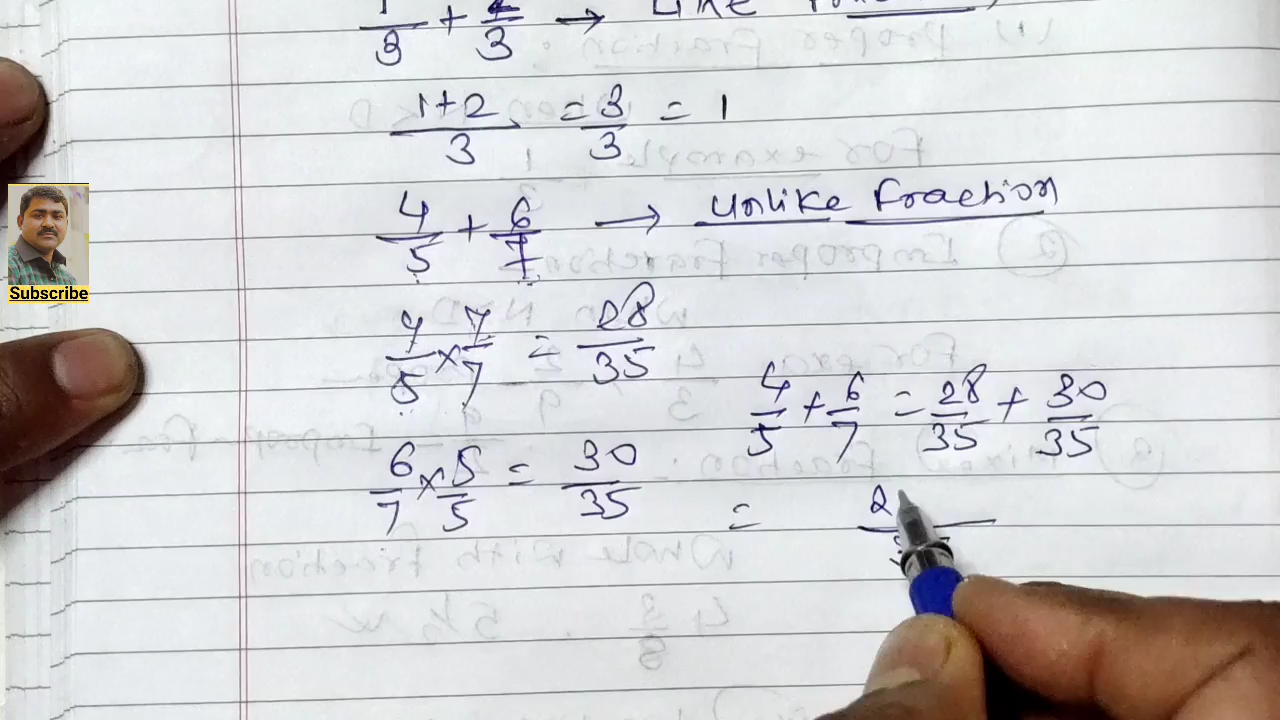 1/3 + 2/3 → Like
1+2/3 = 3/3 = 1
4/5 + 6/7 → Unlike Fraction
4/5 × 7/7 = 28/35
4/5 + 6/7 = 28/35 + 30/35
6/7 × 5/5 = 30/35
= 2
Subscribe